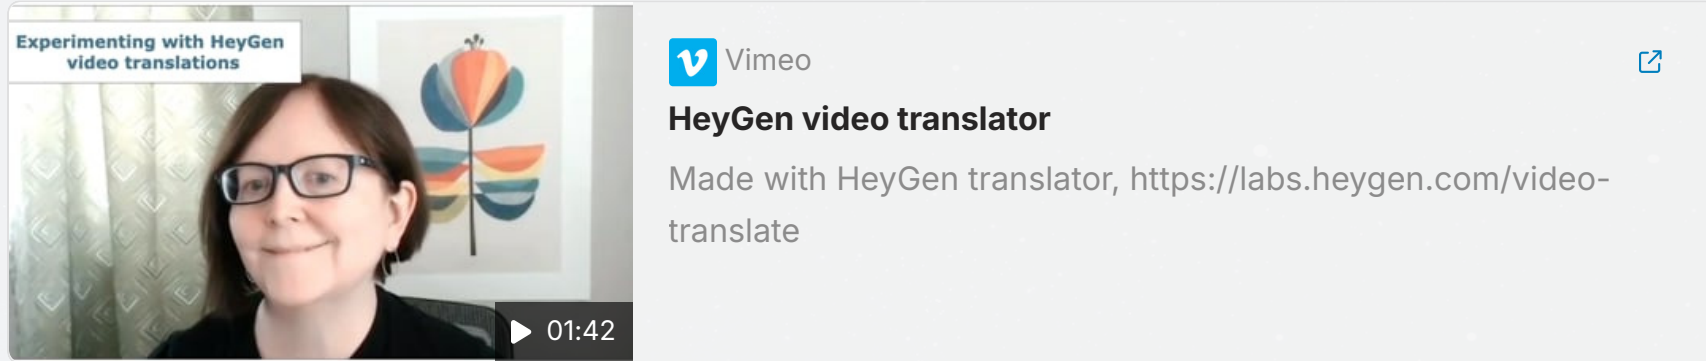 Experimenting with HeyGen
video translations
01:42
Vimeo
HeyGen video translator
Made with HeyGen translator, https://labs.heygen.com/video-
translate